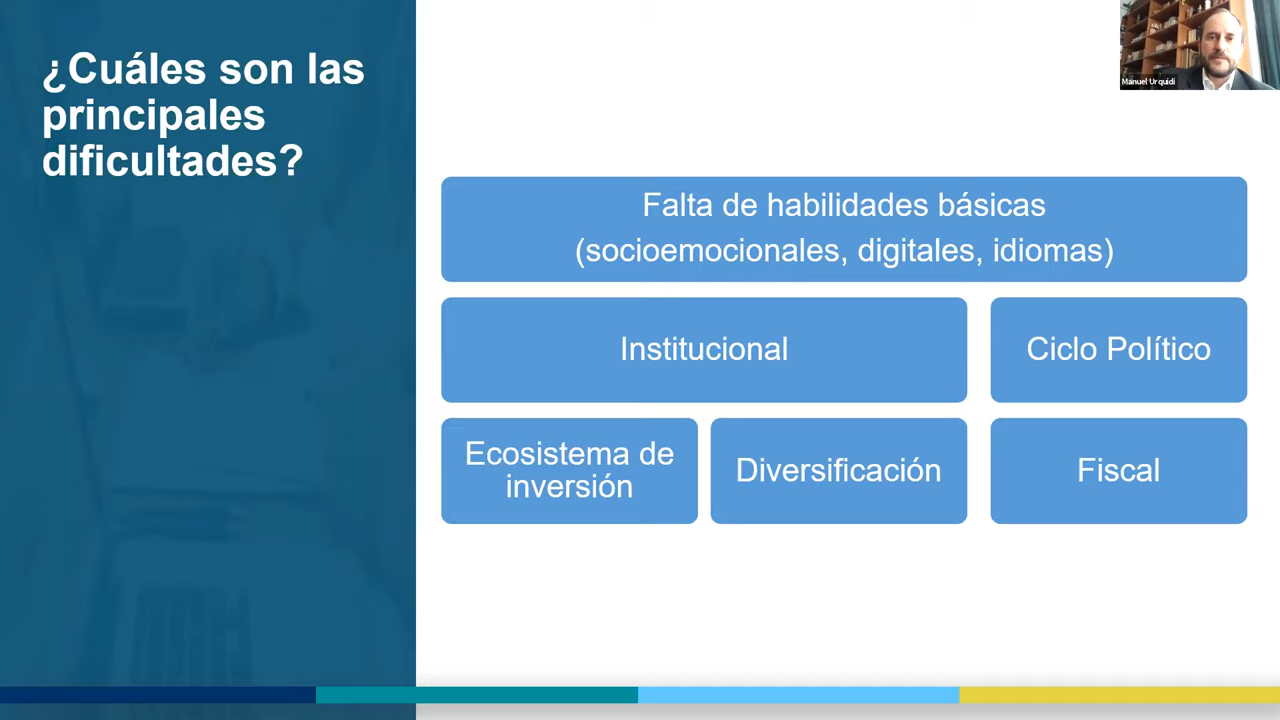 ¿Cuáles son las
principales
dificultades?
Manuel Urquidi
Falta de habilidades básicas
(socioemocionales, digitales, idiomas)
Institucional
Ciclo Político
Ecosistema de
inversión
Diversificación
Fiscal